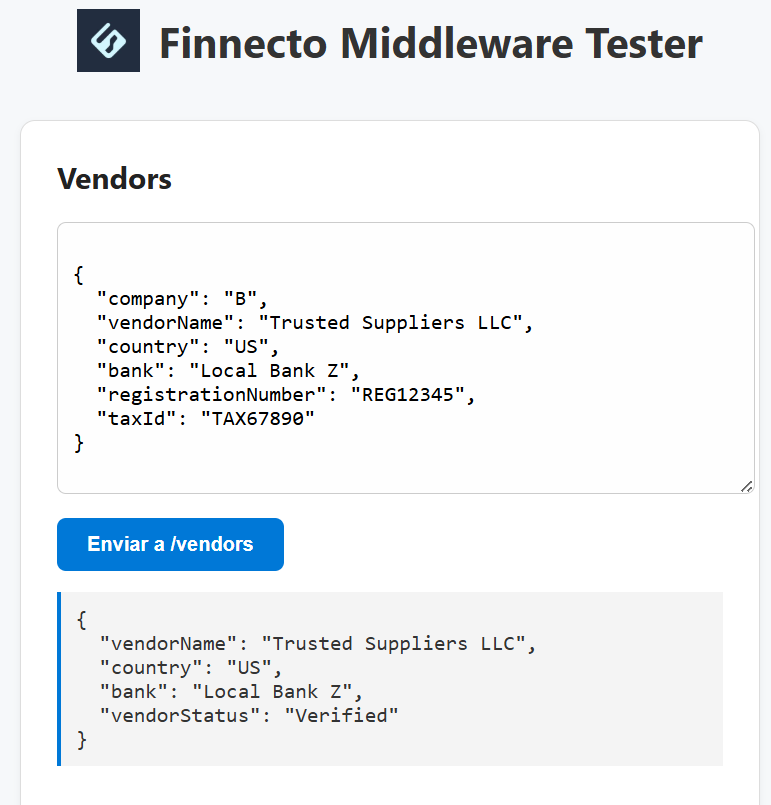 Finnecto Middleware Tester
Vendors
{
  "company": "B",
  "vendorName": "Trusted Suppliers LLC",
  "country": "US",
  "bank": "Local Bank Z",
  "registrationNumber": "REG12345",
  "taxId": "TAX67890"
}
Enviar a /vendors
{
  "vendorName": "Trusted Suppliers LLC",
  "country": "US",
  "bank": "Local Bank Z",
  "vendorStatus": "Verified"
}